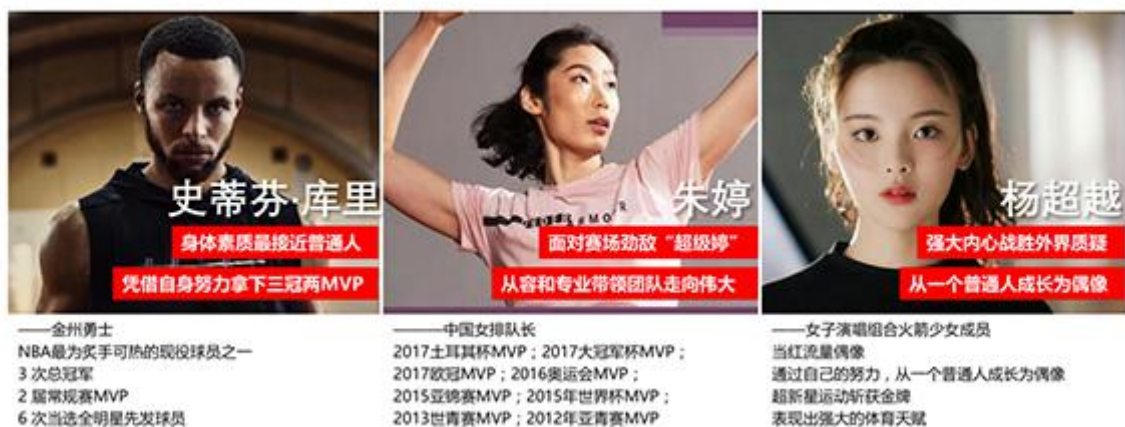 史蒂芬·库里
身体素质最接近普通人
凭借自身努力拿下三冠两MVP
——金州勇士
NBA最为炙手可热的现役球员之一
3 次总冠军
2 届常规赛MVP
6 次当选全明星先发球员
朱婷
面对赛场劲敌“超级婷”
从容和专业带领团队走向伟大
———中国女排队长
2017土耳其杯MVP；2017大冠军杯MVP；
2017欧冠MVP；2016奥运会MVP；
2015亚锦赛MVP；2015年世界杯MVP；
2013世青赛MVP；2012年亚青赛MVP
杨超越
强大内心战胜外界质疑
从一个普通人成长为偶像
——女子演唱组合火箭少女成员
当红流量偶像
通过自己的努力，从一个普通人成长为偶像
超新星运动斩获金牌
表现出强大的体育天赋